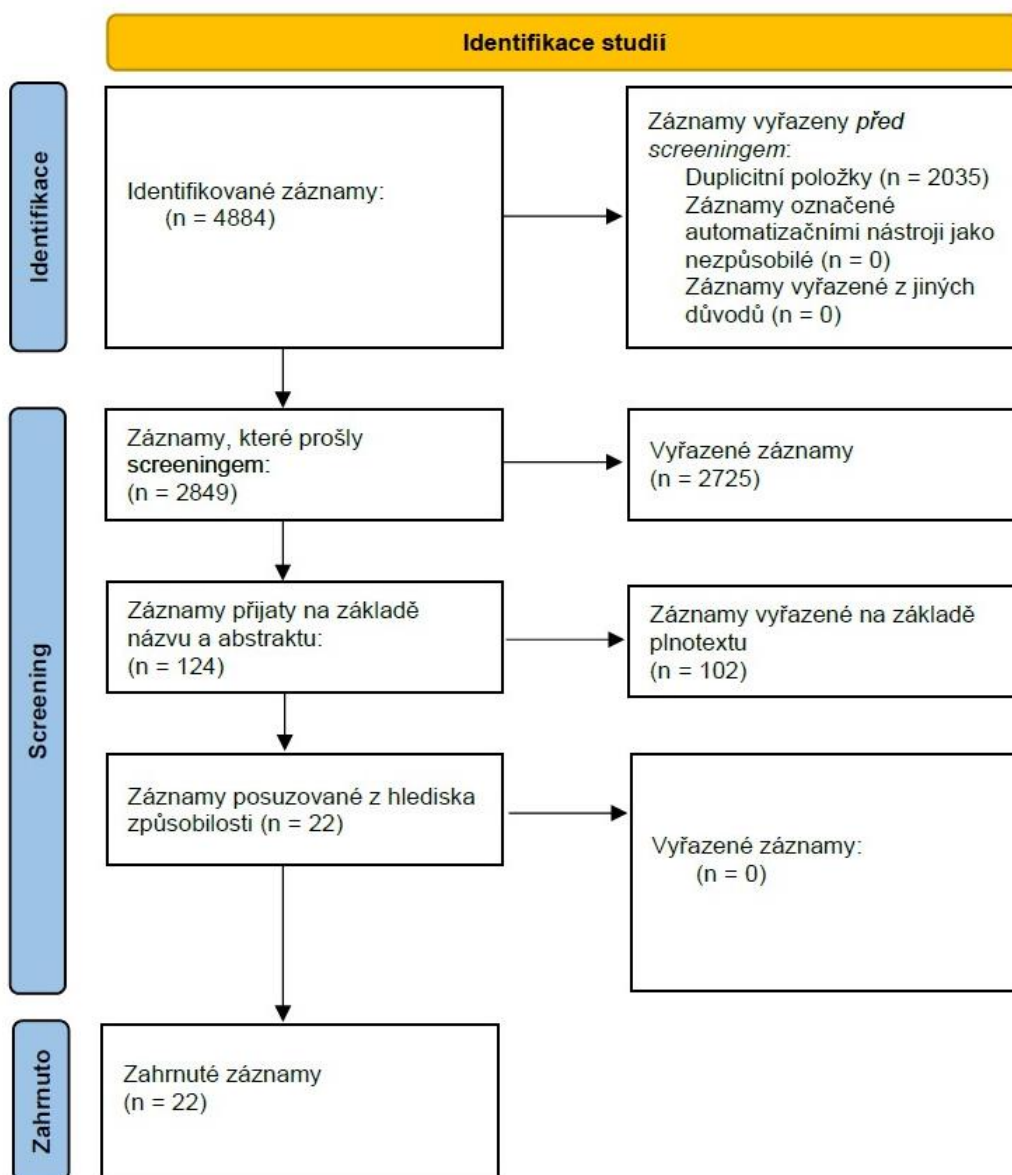 Identifikace studií
Identifikace
Identifikované záznamy:
(n = 4884)
Záznamy vyřazeny před
screeningem:
Duplicitní položky (n = 2035)
Záznamy označené
automatizačními nástroji jako
nezpůsobilé (n = 0)
Záznamy vyřazené z jiných
důvodů (n = 0)
Screening
Záznamy, které prošly
screeningem:
(n = 2849)
Vyřazené záznamy
(n = 2725)
Záznamy přijaty na základě
názvu a abstraktu:
(n = 124)
Záznamy vyřazené na základě
plnotextu
(n = 102)
Záznamy posuzované z hlediska
způsobilosti (n = 22)
Vyřazené záznamy:
(n = 0)
Zahrnuto
Zahrnuté záznamy
(n = 22)